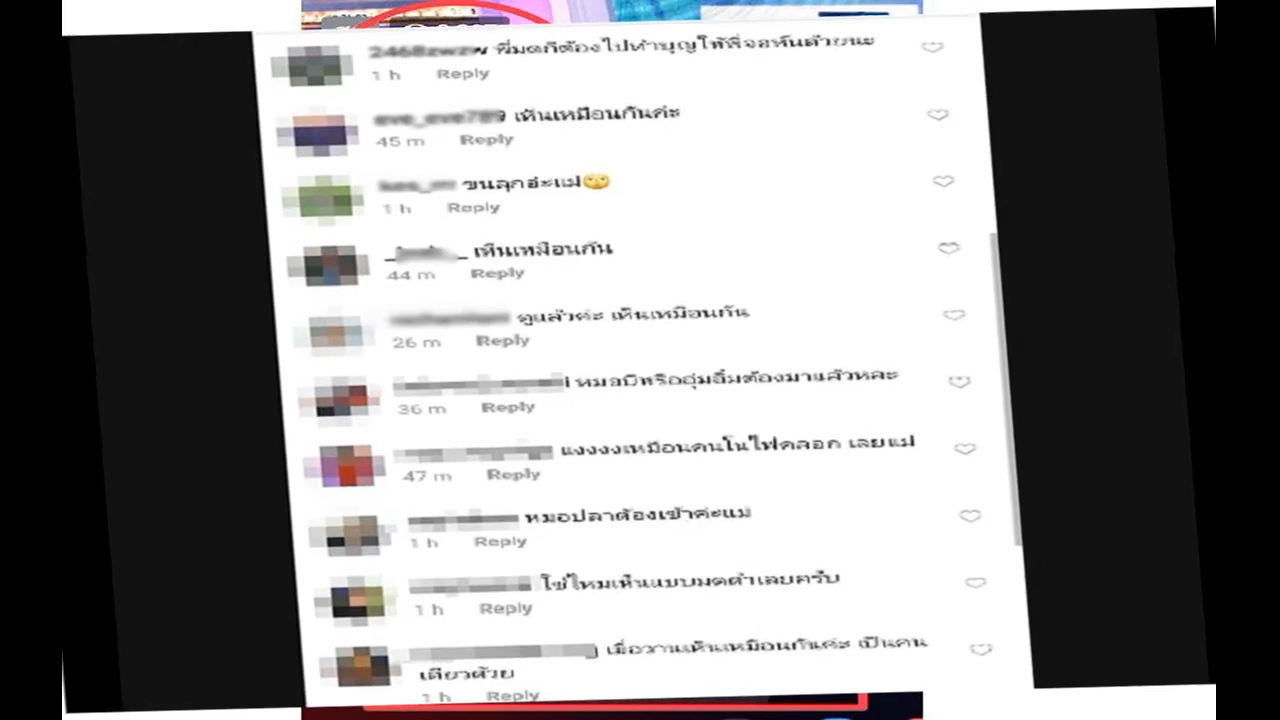 2468zwzw พี่มดก็ต้องไปทำบุญให้พี่จอห์นด้วยนะ
1 h Reply
eve_eve789 เห็นเหมือนกันค่ะ
45 m Reply
ขนลุกอ่ะแม่🙄
1 h Reply
เห็นเหมือนกัน
44 m Reply
ดูแล้วค่ะ เห็นเหมือนกัน
26 m Reply
หมอบีหรืออุ๋มอิ๋มต้องมาแล้วหละ
36 m Reply
แงงงงเหมือนคนโนไฟคลอก เลยแม่
47 m Reply
หมอปลาต้องเข้าค่ะแม่
1 h Reply
ใช่ไหมเห็นแบบมดดำเลยครับ
1 h Reply
เมื่อวานเห็นเหมือนกันค่ะ เป็นคน
เดียวด้วย
1 h Reply